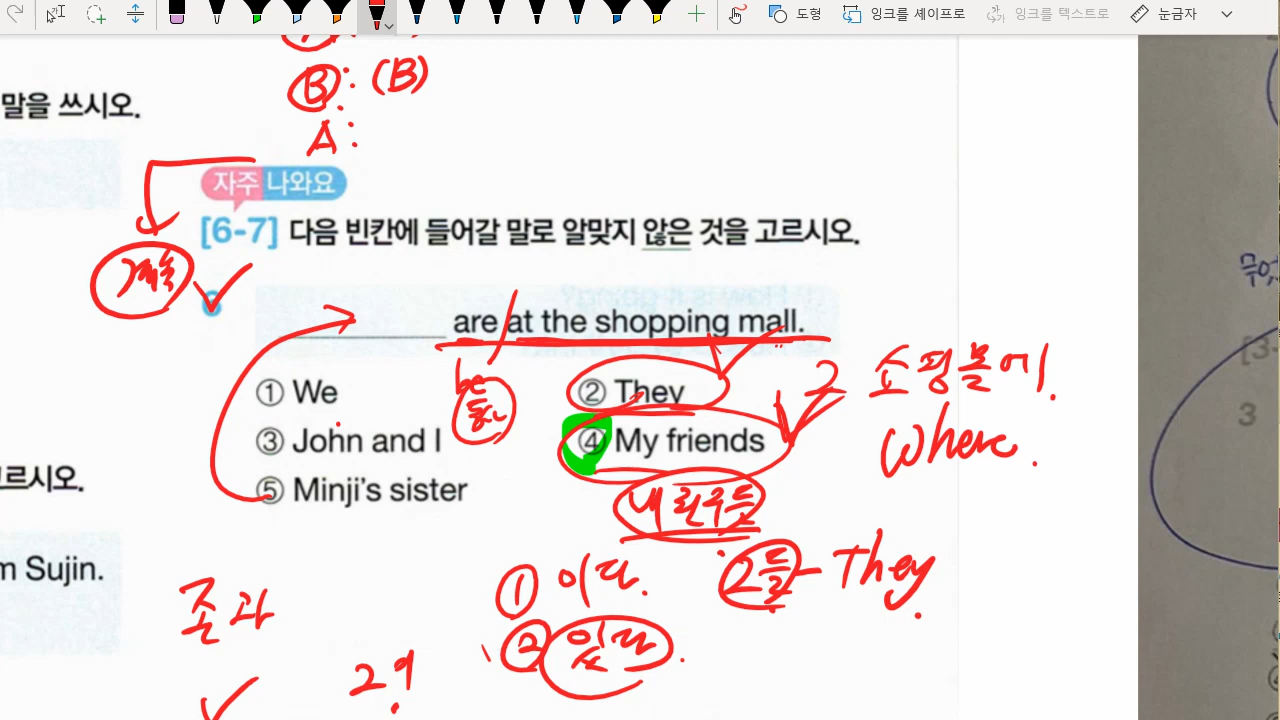 도형 잉크를 셰이프로 잉크를 텍스트로 눈금자
B : (B)
말을 쓰시오.
A :
자주 나와요
[6-7] 다음 빈칸에 들어갈 말로 알맞지 않은 것을 고르시오.
계속
무엇
are at the shopping mall.
be
동사
① We
② They
쇼핑몰에.
where.
③ John and I
④ My friends
3
고르시오.
⑤ Minji's sister
내 친구들
m Sujin.
① 이다.
그들 - They.
존과
② 있다.